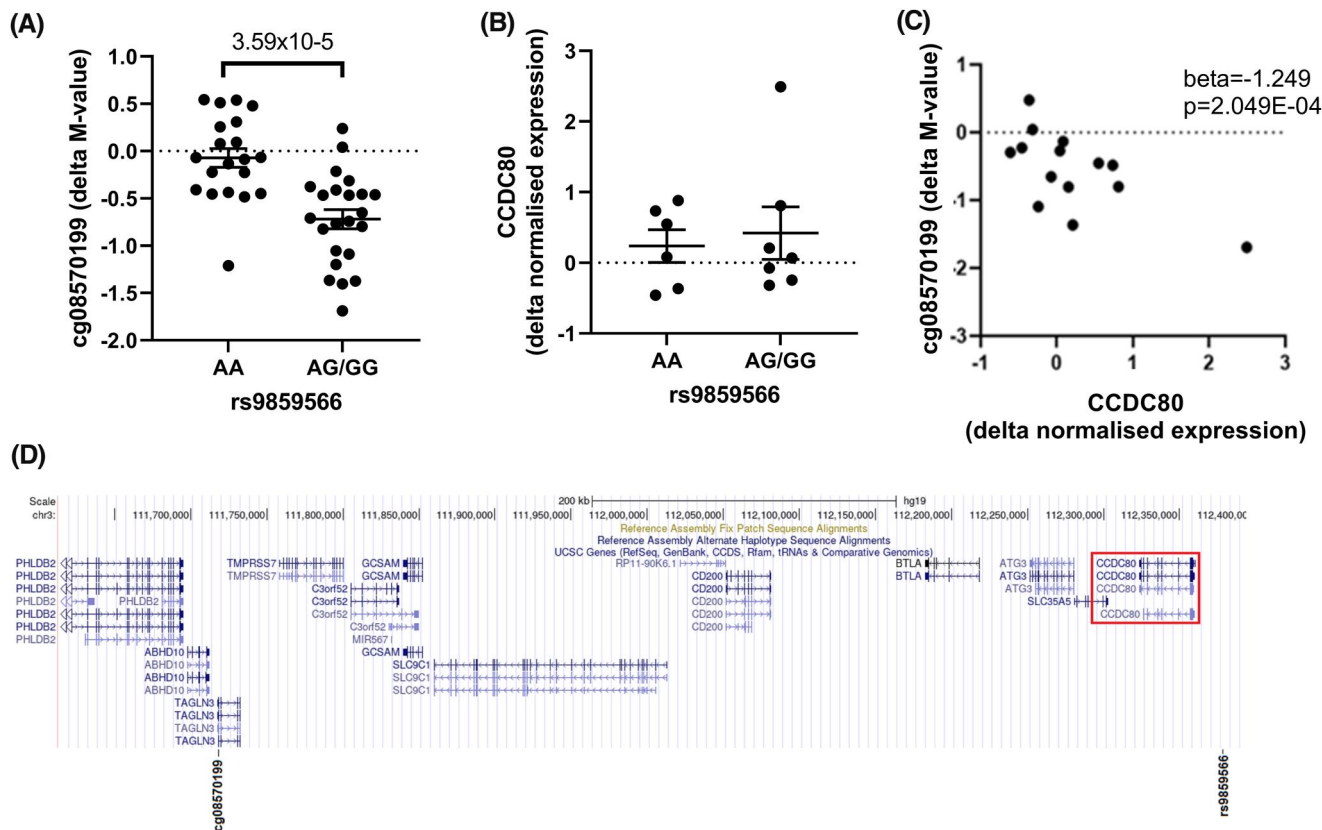 (A)
3.59x10-5
cg08570199 (delta M-value)
1.0
0.5
0.0
-0.5
-1.0
-1.5
-2.0
AA
AG/GG
rs9859566
(B)
CCDC80
(delta normalised expression)
3
2
1
0
-1
AA
AG/GG
rs9859566
(C)
cg08570199 (delta M-value)
beta=-1.249
p=2.049E-04
1
0
-1
-2
-3
-1
0
1
2
3
CCDC80
(delta normalised expression)
(D)
Scale
200 kb
hg19
chr3:
111,700,000
111,750,000
111,800,000
111,850,000
111,900,000
111,950,000
112,000,000
112,050,000
112,100,000
112,150,000
112,200,000
112,250,000
112,300,000
112,350,000
112,400,0
Reference Assembly Fix Patch Sequence Alignments
Reference Assembly Alternate Haplotype Sequence Alignments
UCSC Genes (RefSeq, GenBank, CCDS, Rfam, tRNAs & Comparative Genomics)
PHLDB2 TMPRSS7 GCSAM RP11-90K6.1 BTLA ATG3 CCDC80
PHLDB2 TMPRSS7 GCSAM CD200 BTLA ATG3 CCDC80
PHLDB2 C3orf52 CD200 ATG3 CCDC80
PHLDB2 PHLDB2 C3orf52 CD200 SLC35A5
PHLDB2 C3orf52 CD200 CCDC80
PHLDB2 C3orf52 CD200
PHLDB2 MIR567
ABHD10 GCSAM
ABHD10 SLC9C1
ABHD10 SLC9C1
ABHD10 SLC9C1
TAGLN3
TAGLN3
TAGLN3
TAGLN3
cg08570199
rs9859566